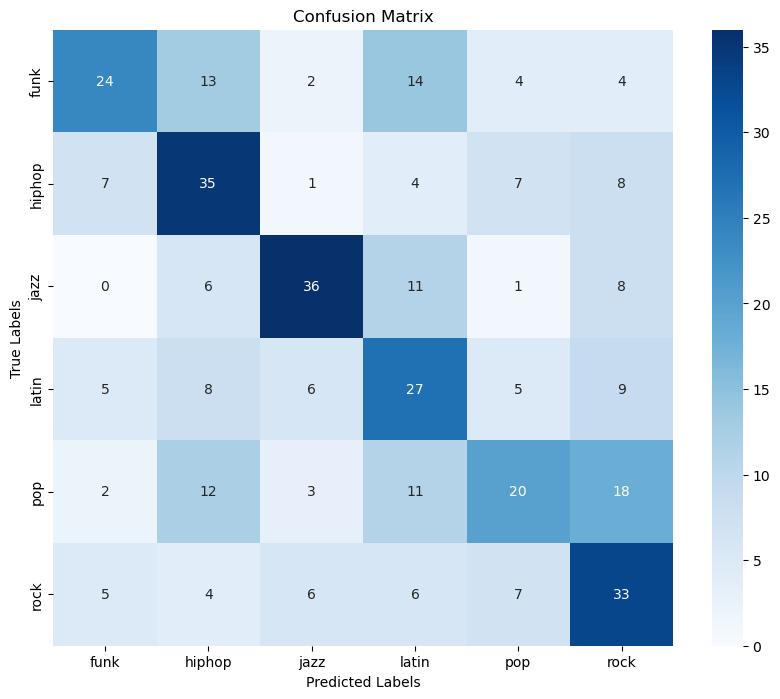 Confusion Matrix
funk 24 13 2 14 4 4
hiphop 7 35 1 4 7 8
jazz 0 6 36 11 1 8
latin 5 8 6 27 5 9
pop 2 12 3 11 20 18
rock 5 4 6 6 7 33
funk hiphop jazz latin pop rock
Predicted Labels
True Labels
35
30
25
20
15
10
5
0